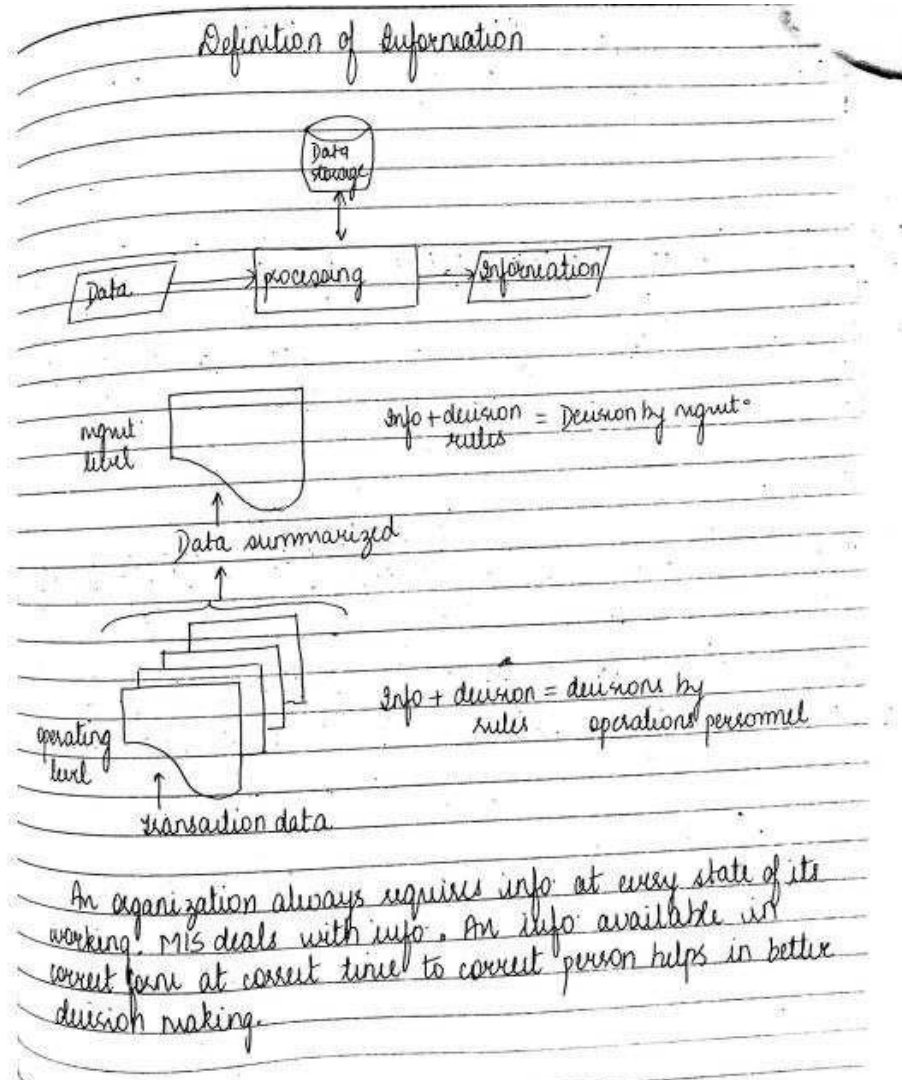 Definition of Information
Data
storage
Data
processing
Information
mgmt
level
Info + decision = Decision by mgmt.
rules
Data summarized
Info + decision = decisions by
rules operations personnel
operating
level
transaction data
An organization always requires info at every state of its
working. MIS deals with info. An info available in
correct form at correct time to correct person helps in better
decision making.